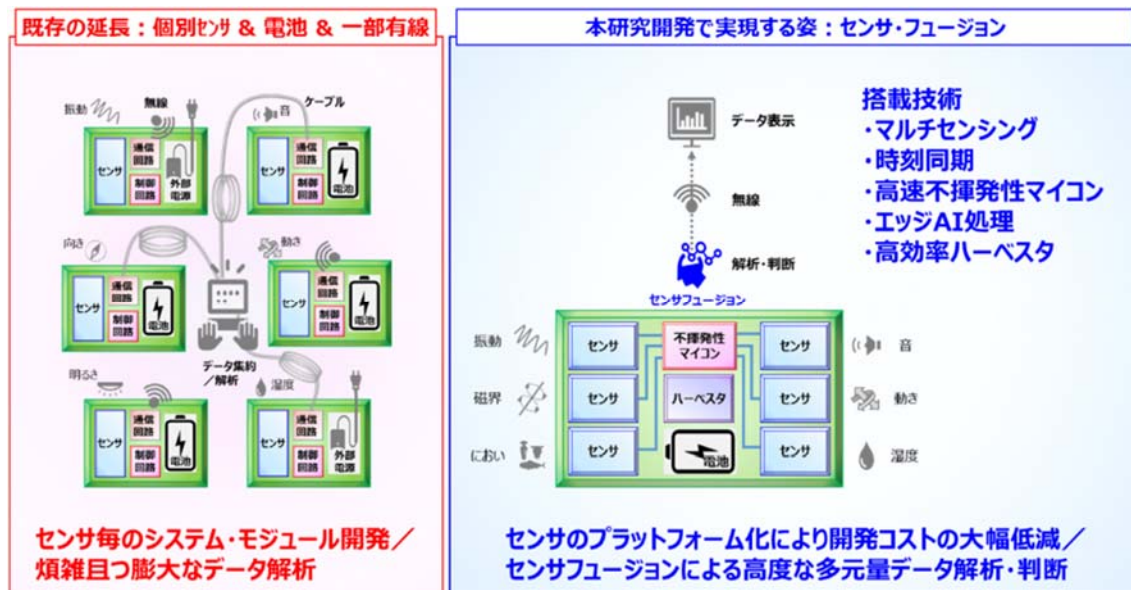 既存の延長：個別センサ & 電池 & 一部有線
振動
無線
センサ
通信回路
制御回路
外部電源
音
ケーブル
センサ
通信回路
制御回路
電池
向き
センサ
通信回路
制御回路
電池
動き
センサ
通信回路
制御回路
電池
データ集約
／解析
明るさ
センサ
通信回路
制御回路
電池
湿度
センサ
通信回路
制御回路
外部電源
センサ毎のシステム・モジュール開発／
煩雑且つ膨大なデータ解析
本研究開発で実現する姿：センサ・フュージョン
データ表示
無線
解析・判断
センサフュージョン
搭載技術
・マルチセンシング
・時刻同期
・高速不揮発性マイコン
・エッジAI処理
・高効率ハーベスタ
振動
センサ
不揮発性
マイコン
センサ
音
磁界
センサ
ハーベスタ
センサ
動き
におい
センサ
電池
センサ
湿度
センサのプラットフォーム化により開発コストの大幅低減／
センサフュージョンによる高度な多元量データ解析・判断